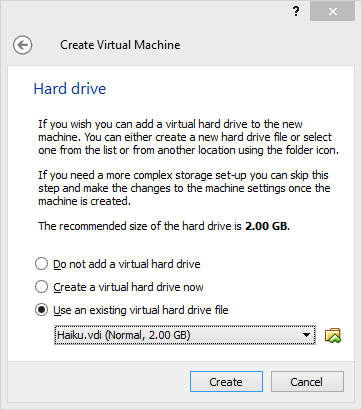 ?
Create Virtual Machine
Hard drive
If you wish you can add a virtual hard drive to the new
machine. You can either create a new hard drive file or select
one from the list or from another location using the folder icon.
If you need a more complex storage set-up you can skip this
step and make the changes to the machine settings once the
machine is created.
The recommended size of the hard drive is 2.00 GB.
Do not add a virtual hard drive
Create a virtual hard drive now
Use an existing virtual hard drive file
Haiku.vdi (Normal, 2.00 GB)
Create Cancel